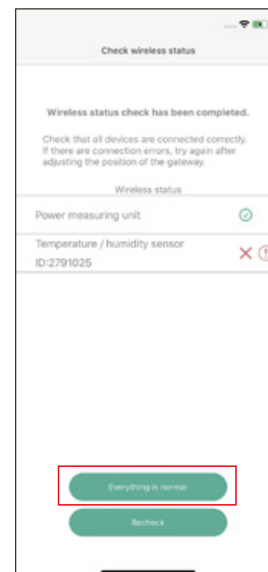 Check wireless status
Wireless status check has been completed.
Check that all devices are connected correctly.
If there are connection errors, try again after
adjusting the position of the gateway.
Wireless status
Power measuring unit
Temperature / humidity sensor
ID:2791025
Everything is normal
Recheck